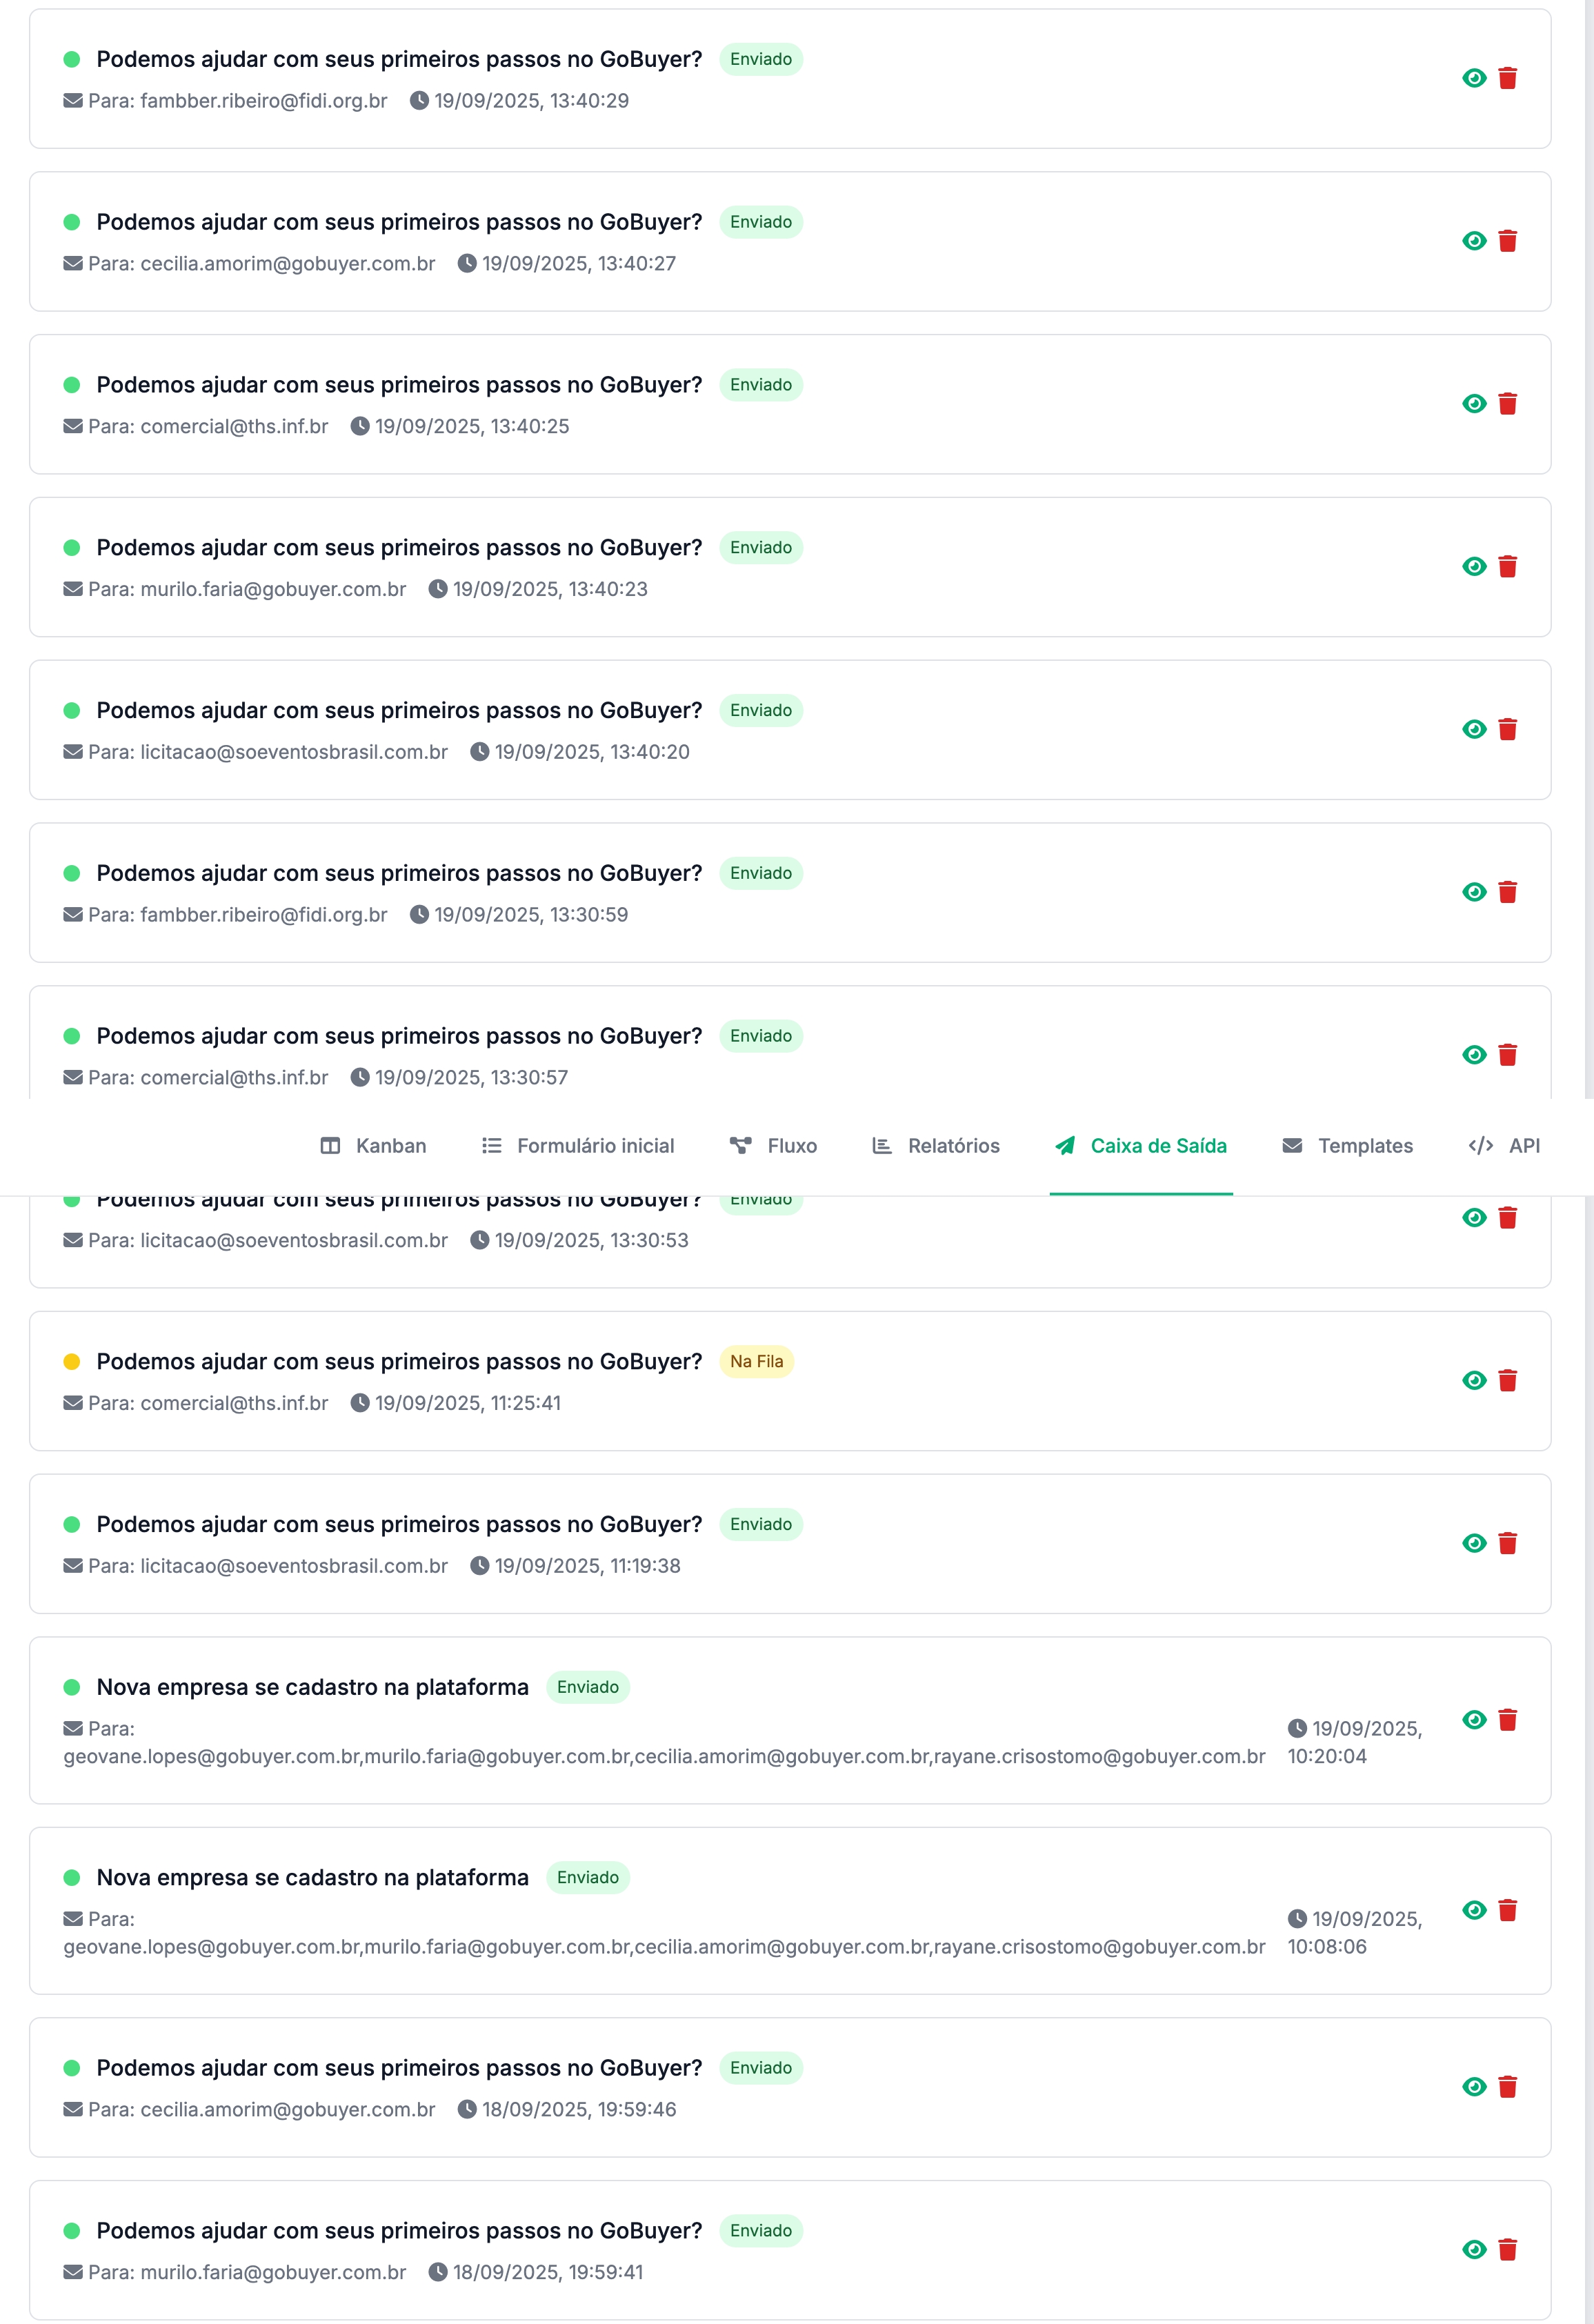 Podemos ajudar com seus primeiros passos no GoBuyer? Enviado
Para: fambber.ribeiro@fidi.org.br 19/09/2025, 13:40:29
Podemos ajudar com seus primeiros passos no GoBuyer? Enviado
Para: cecilia.amorim@gobuyer.com.br 19/09/2025, 13:40:27
Podemos ajudar com seus primeiros passos no GoBuyer? Enviado
Para: comercial@ths.inf.br 19/09/2025, 13:40:25
Podemos ajudar com seus primeiros passos no GoBuyer? Enviado
Para: murilo.faria@gobuyer.com.br 19/09/2025, 13:40:23
Podemos ajudar com seus primeiros passos no GoBuyer? Enviado
Para: licitacao@soeventosbrasil.com.br 19/09/2025, 13:40:20
Podemos ajudar com seus primeiros passos no GoBuyer? Enviado
Para: fambber.ribeiro@fidi.org.br 19/09/2025, 13:30:59
Podemos ajudar com seus primeiros passos no GoBuyer? Enviado
Para: comercial@ths.inf.br 19/09/2025, 13:30:57
Kanban Formulário inicial Fluxo Relatórios Caixa de Saída Templates API
Podemos ajudar com seus primeiros passos no GoBuyer? Enviado
Para: licitacao@soeventosbrasil.com.br 19/09/2025, 13:30:53
Podemos ajudar com seus primeiros passos no GoBuyer? Na Fila
Para: comercial@ths.inf.br 19/09/2025, 11:25:41
Podemos ajudar com seus primeiros passos no GoBuyer? Enviado
Para: licitacao@soeventosbrasil.com.br 19/09/2025, 11:19:38
Nova empresa se cadastro na plataforma Enviado
Para: 19/09/2025,
geovane.lopes@gobuyer.com.br,murilo.faria@gobuyer.com.br,cecilia.amorim@gobuyer.com.br,rayane.crisostomo@gobuyer.com.br 10:20:04
Nova empresa se cadastro na plataforma Enviado
Para: 19/09/2025,
geovane.lopes@gobuyer.com.br,murilo.faria@gobuyer.com.br,cecilia.amorim@gobuyer.com.br,rayane.crisostomo@gobuyer.com.br 10:08:06
Podemos ajudar com seus primeiros passos no GoBuyer? Enviado
Para: cecilia.amorim@gobuyer.com.br 18/09/2025, 19:59:46
Podemos ajudar com seus primeiros passos no GoBuyer? Enviado
Para: murilo.faria@gobuyer.com.br 18/09/2025, 19:59:41